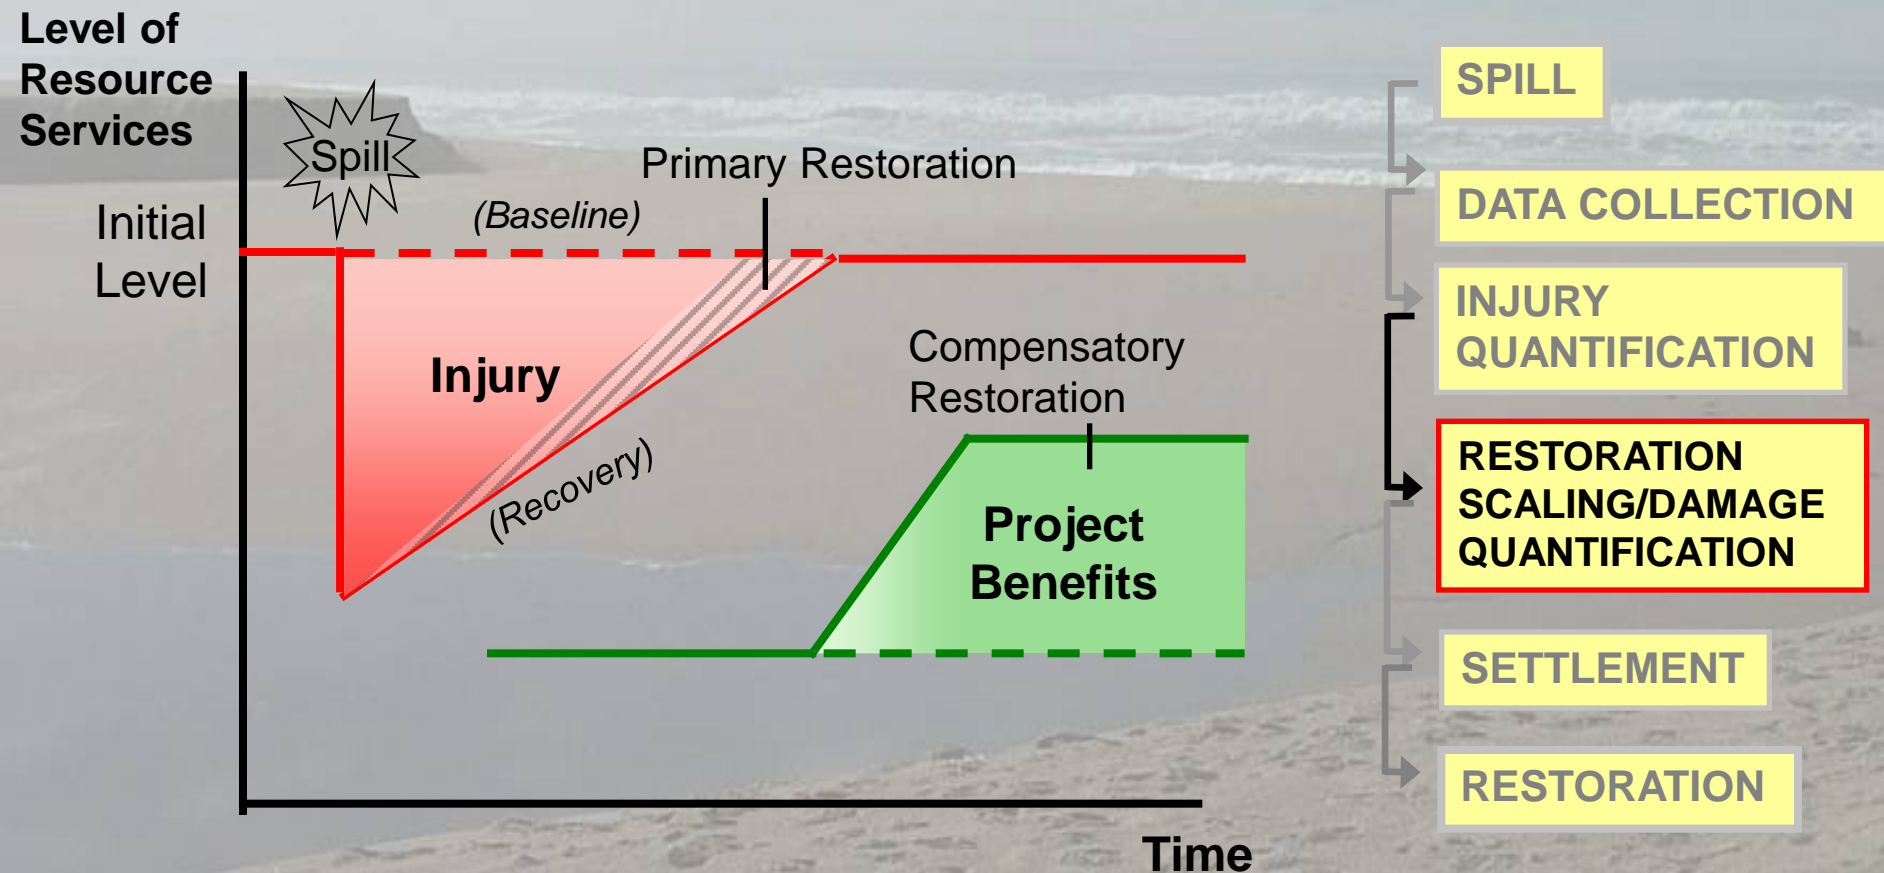 Level of
Resource
Services
Spill
Primary Restoration
(Baseline)
Initial
Level
Injury
(Recovery)
Compensatory
Restoration
Project
Benefits
Time
SPILL
DATA COLLECTION
INJURY
QUANTIFICATION
RESTORATION
SCALING/DAMAGE
QUANTIFICATION
SETTLEMENT
RESTORATION